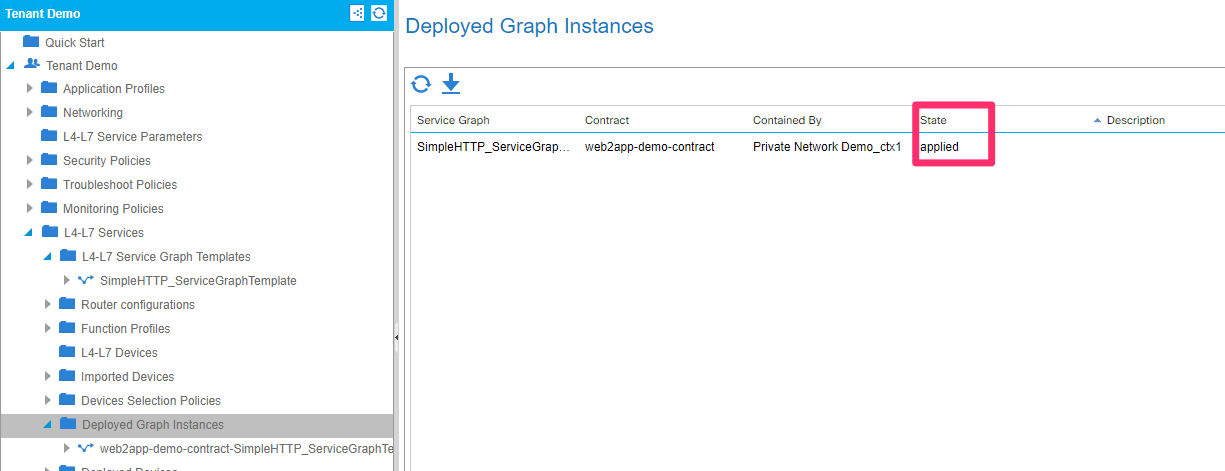 Tenant Demo
Quick Start
Tenant Demo
Application Profiles
Networking
L4-L7 Service Parameters
Security Policies
Troubleshoot Policies
Monitoring Policies
L4-L7 Services
L4-L7 Service Graph Templates
SimpleHTTP_ServiceGraphTemplate
Router configurations
Function Profiles
L4-L7 Devices
Imported Devices
Devices Selection Policies
Deployed Graph Instances
web2app-demo-contract-SimpleHTTP_ServiceGraphTe
Deployed Devices
Deployed Graph Instances
Service Graph Contract Contained By State Description
SimpleHTTP_ServiceGrap... web2app-demo-contract Private Network Demo_ctx1 applied